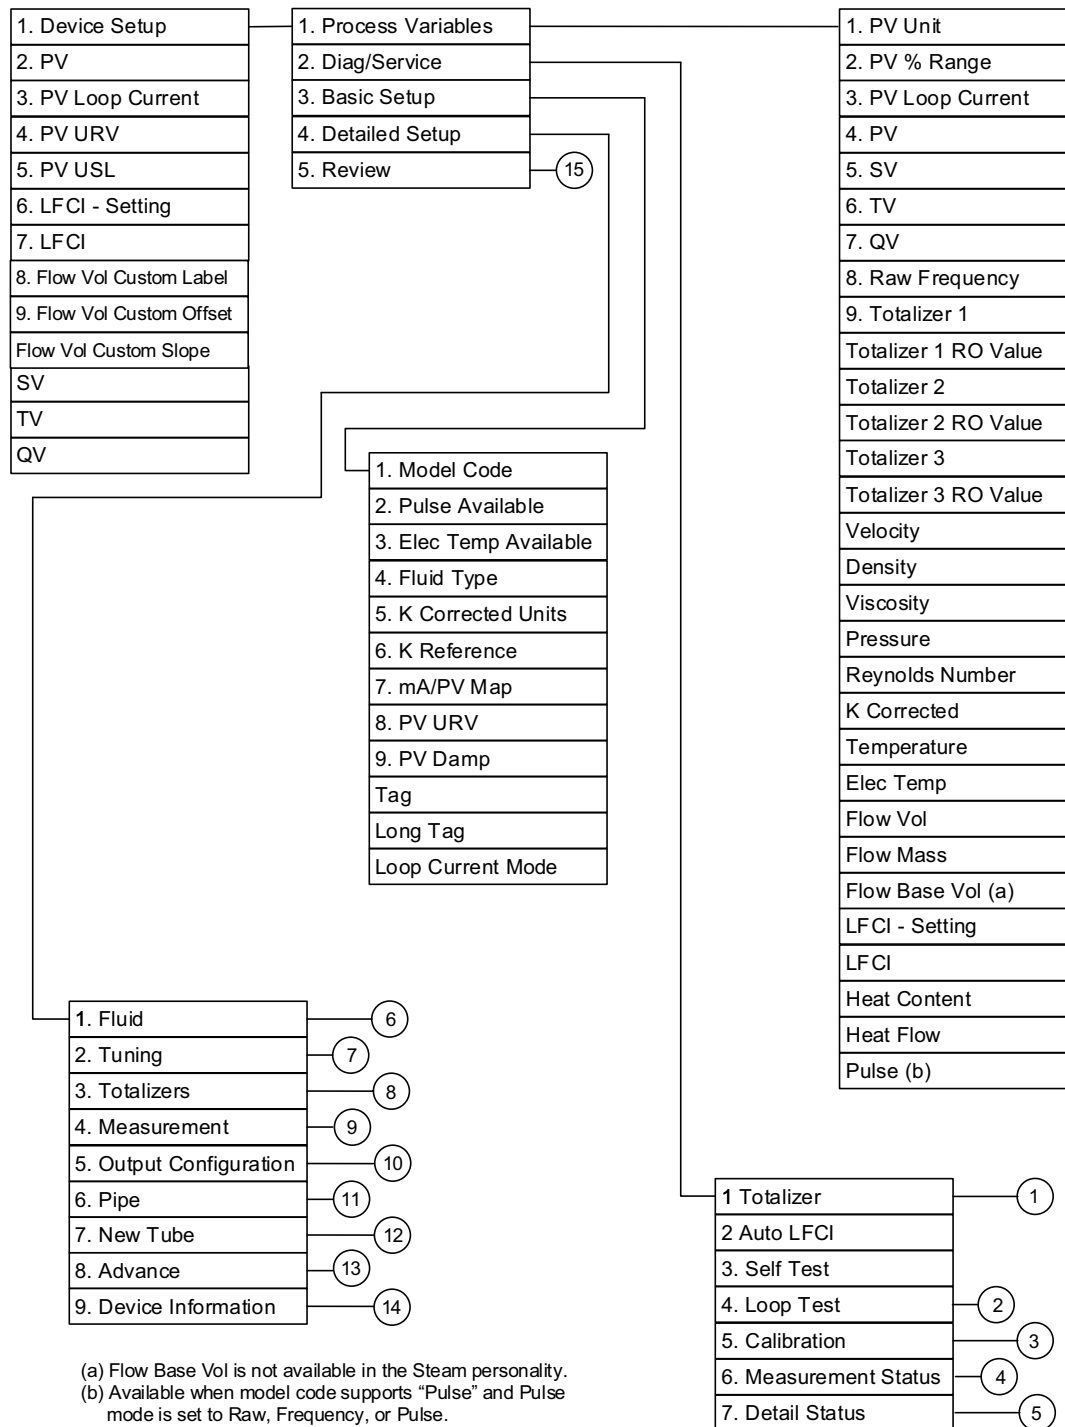 1. Device Setup
2. PV
3. PV Loop Current
4. PV URV
5. PV USL
6. LFCI - Setting
7. LFCI
8. Flow Vol Custom Label
9. Flow Vol Custom Offset
Flow Vol Custom Slope
SV
TV
QV
1. Process Variables
2. Diag/Service
3. Basic Setup
4. Detailed Setup
5. Review
15
1. PV Unit
2. PV % Range
3. PV Loop Current
4. PV
5. SV
6. TV
7. QV
8. Raw Frequency
9. Totalizer 1
Totalizer 1 RO Value
Totalizer 2
Totalizer 2 RO Value
Totalizer 3
Totalizer 3 RO Value
Velocity
Density
Viscosity
Pressure
Reynolds Number
K Corrected
Temperature
Elec Temp
Flow Vol
Flow Mass
Flow Base Vol (a)
LFCI - Setting
LFCI
Heat Content
Heat Flow
Pulse (b)
1. Model Code
2. Pulse Available
3. Elec Temp Available
4. Fluid Type
5. K Corrected Units
6. K Reference
7. mA/PV Map
8. PV URV
9. PV Damp
Tag
Long Tag
Loop Current Mode
1. Fluid
6
2. Tuning
7
3. Totalizers
8
4. Measurement
9
5. Output Configuration
10
6. Pipe
11
7. New Tube
12
8. Advance
13
9. Device Information
14
1 Totalizer
1
2 Auto LFCI
3. Self Test
4. Loop Test
2
5. Calibration
3
6. Measurement Status
4
7. Detail Status
5
(a) Flow Base Vol is not available in the Steam personality.
(b) Available when model code supports “Pulse” and Pulse
mode is set to Raw, Frequency, or Pulse.